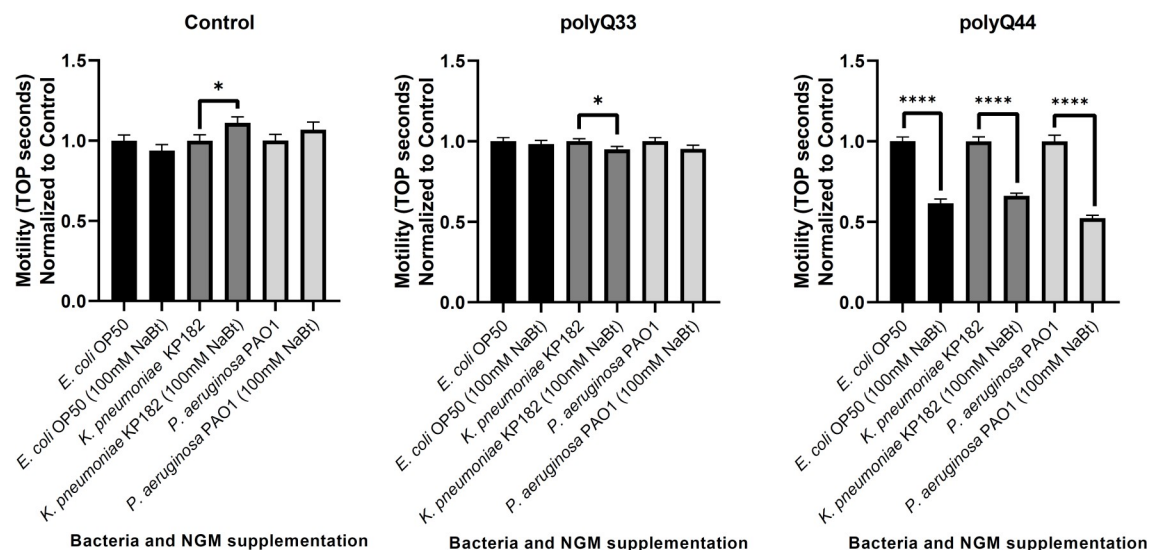 Control
Motility (TOP seconds)
Normalized to Control
1.5
1.0
0.5
0.0
*
E. coli OP50
E. coli OP50 (100mM NaBt)
K. pneumoniae KP182
K. pneumoniae KP182 (100mM NaBt)
P. aeruginosa PAO1
P. aeruginosa PAO1 (100mM NaBt)
Bacteria and NGM supplementation
polyQ33
Motility (TOP seconds)
Normalized to Control
1.5
1.0
0.5
0.0
*
E. coli OP50
E. coli OP50 (100mM NaBt)
K. pneumoniae KP182
K. pneumoniae KP182 (100mM NaBt)
P. aeruginosa PAO1
P. aeruginosa PAO1 (100mM NaBt)
Bacteria and NGM supplementation
polyQ44
Motility (TOP seconds)
Normalized to Control
1.5
1.0
0.5
0.0
****
****
****
E. coli OP50
E. coli OP50 (100mM NaBt)
K. pneumoniae KP182
K. pneumoniae KP182 (100mM NaBt)
P. aeruginosa PAO1
P. aeruginosa PAO1 (100mM NaBt)
Bacteria and NGM supplementation